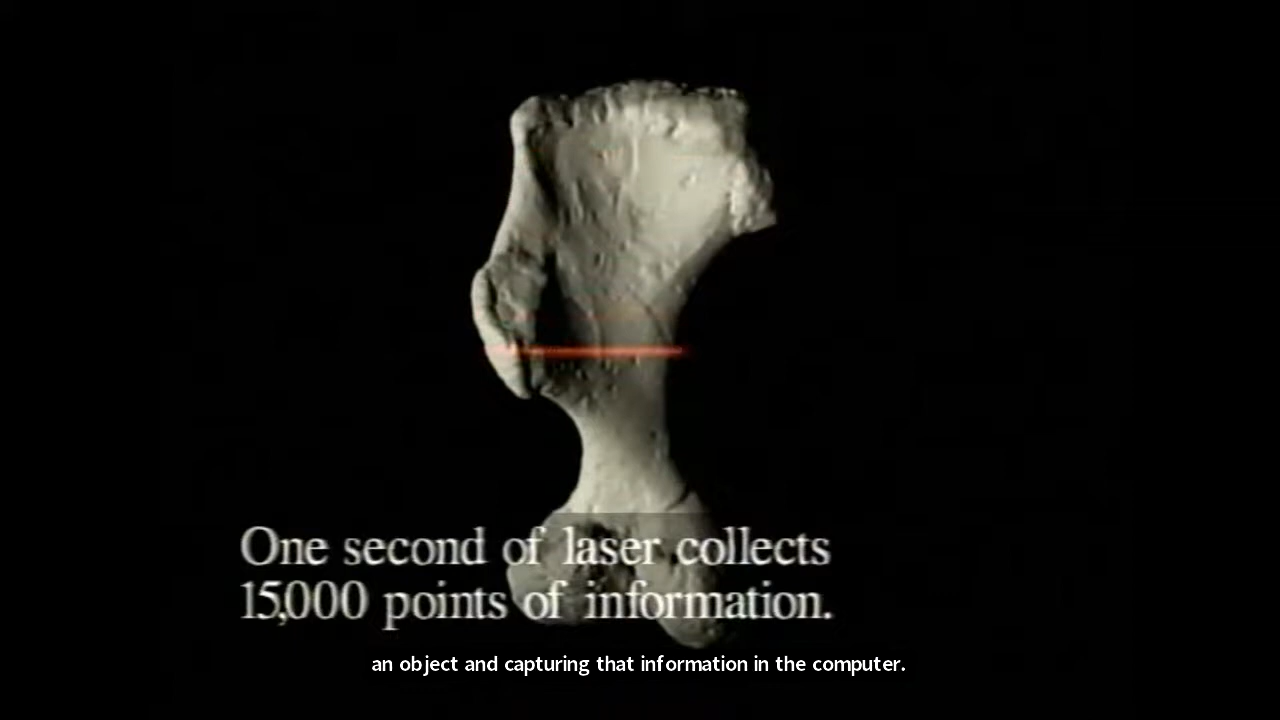 One second of laser collects
15,000 points of information.
an object and capturing that information in the computer.